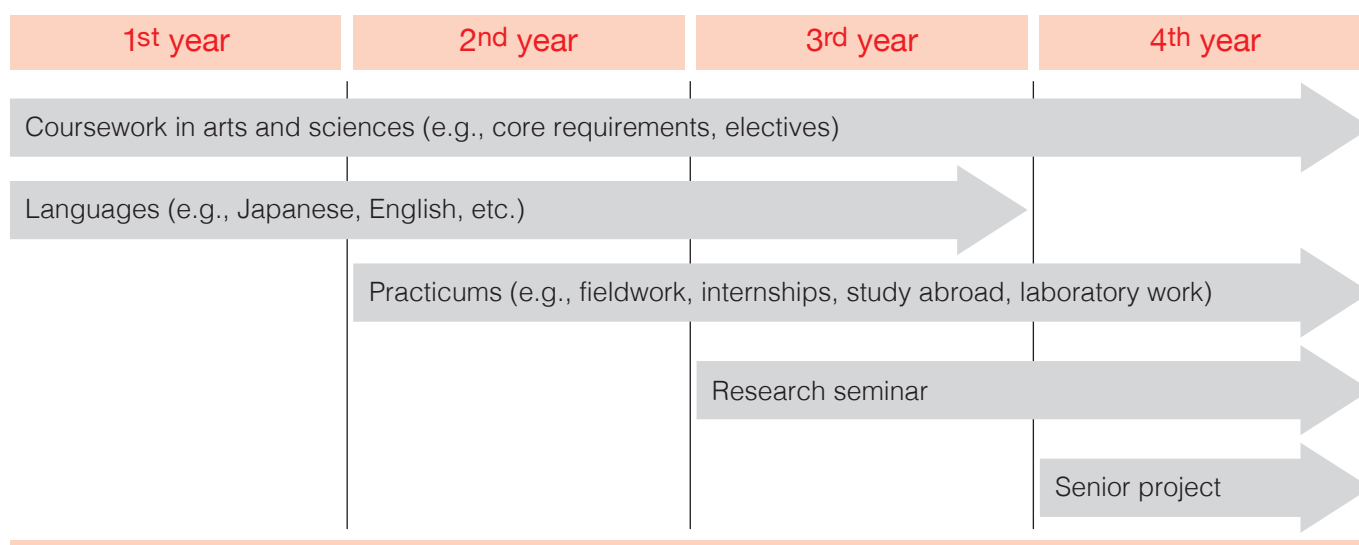 1st year
2nd year
3rd year
4th year
Coursework in arts and sciences (e.g., core requirements, electives)
Languages (e.g., Japanese, English, etc.)
Practicums (e.g., fieldwork, internships, study abroad, laboratory work)
Research seminar
Senior project